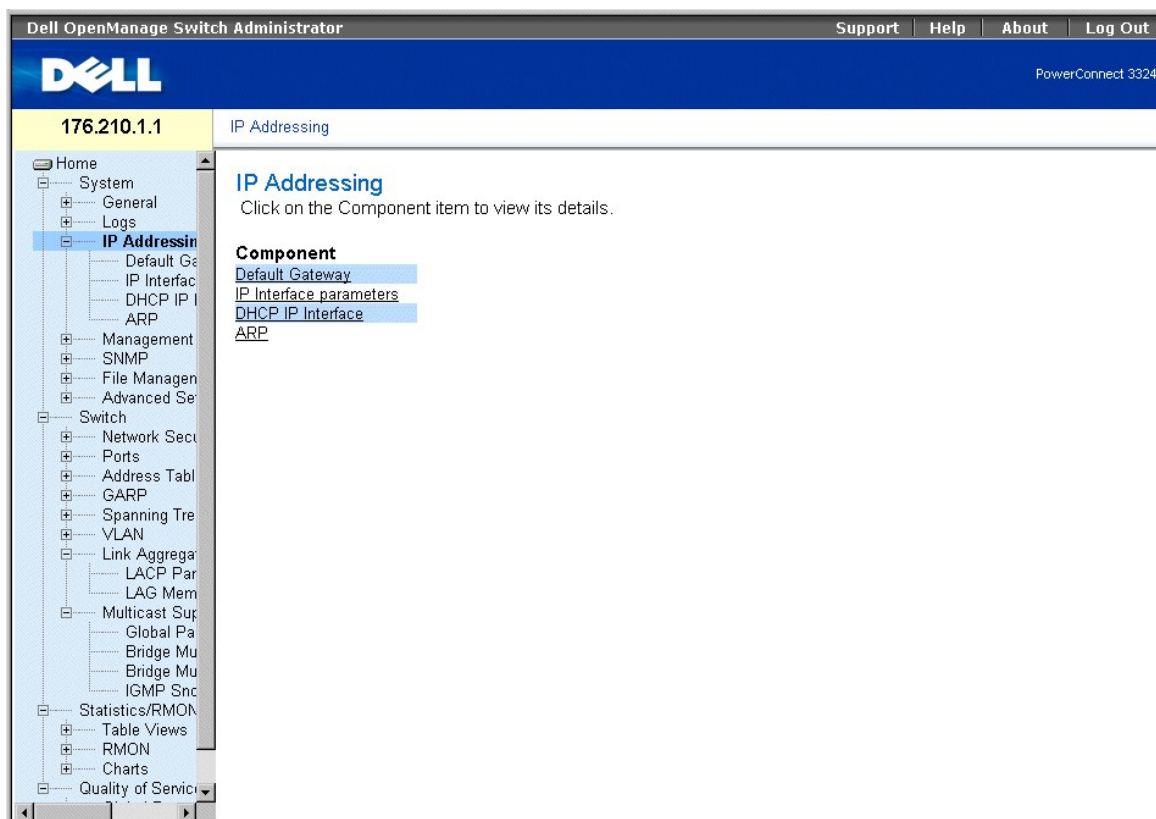 Dell OpenManage Switch Administrator
Support Help About Log Out
DELL
PowerConnect 3324
176.210.1.1
IP Addressing
Home
System
General
Logs
IP Addressin
Default Ga
IP Interfac
DHCP IP I
ARP
Management
SNMP
File Managen
Advanced Se
Switch
Network Secu
Ports
Address Tabl
GARP
Spanning Tre
VLAN
Link Aggrega
LACP Par
LAG Mem
Multicast Sup
Global Pa
Bridge Mu
Bridge Mu
IGMP Sno
Statistics/RMON
Table Views
RMON
Charts
Quality of Servic
IP Addressing
Click on the Component item to view its details.
Component
Default Gateway
IP Interface parameters
DHCP IP Interface
ARP